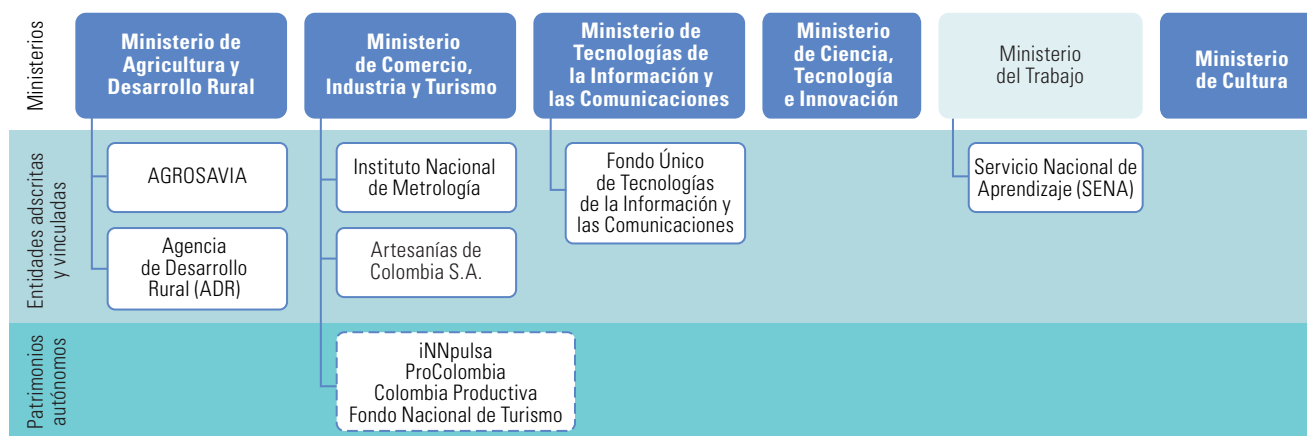 Ministerios
Ministerio de
Agricultura y
Desarrollo Rural
Ministerio
de Comercio,
Industria y Turismo
Ministerio de
Tecnologías de
la Información y
las Comunicaciones
Ministerio
de Ciencia,
Tecnología
e Innovación
Ministerio
del Trabajo
Ministerio
de Cultura
Entidades adscritas
y vinculadas
AGROSAVIA
Agencia
de Desarrollo
Rural (ADR)
Instituto Nacional
de Metrología
Artesanías de
Colombia S.A.
Fondo Único
de Tecnologías
de la Información y
las Comunicaciones
Servicio Nacional de
Aprendizaje (SENA)
Patrimonios
autónomos
iNNpulsa
ProColombia
Colombia Productiva
Fondo Nacional de Turismo